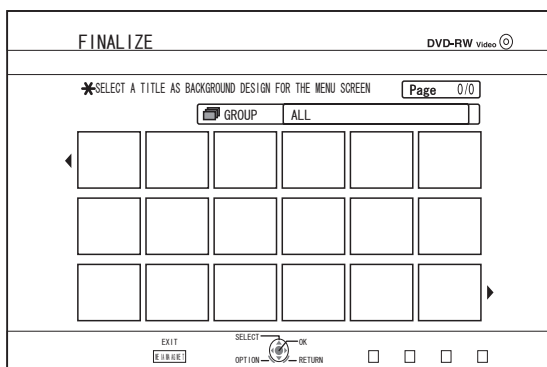 FINALIZE
DVD-RW Video
*SELECT A TITLE AS BACKGROUND DESIGN FOR THE MENU SCREEN
Page 0/0
GROUP ALL
EXIT
SELECT
OK
OPTION
RETURN